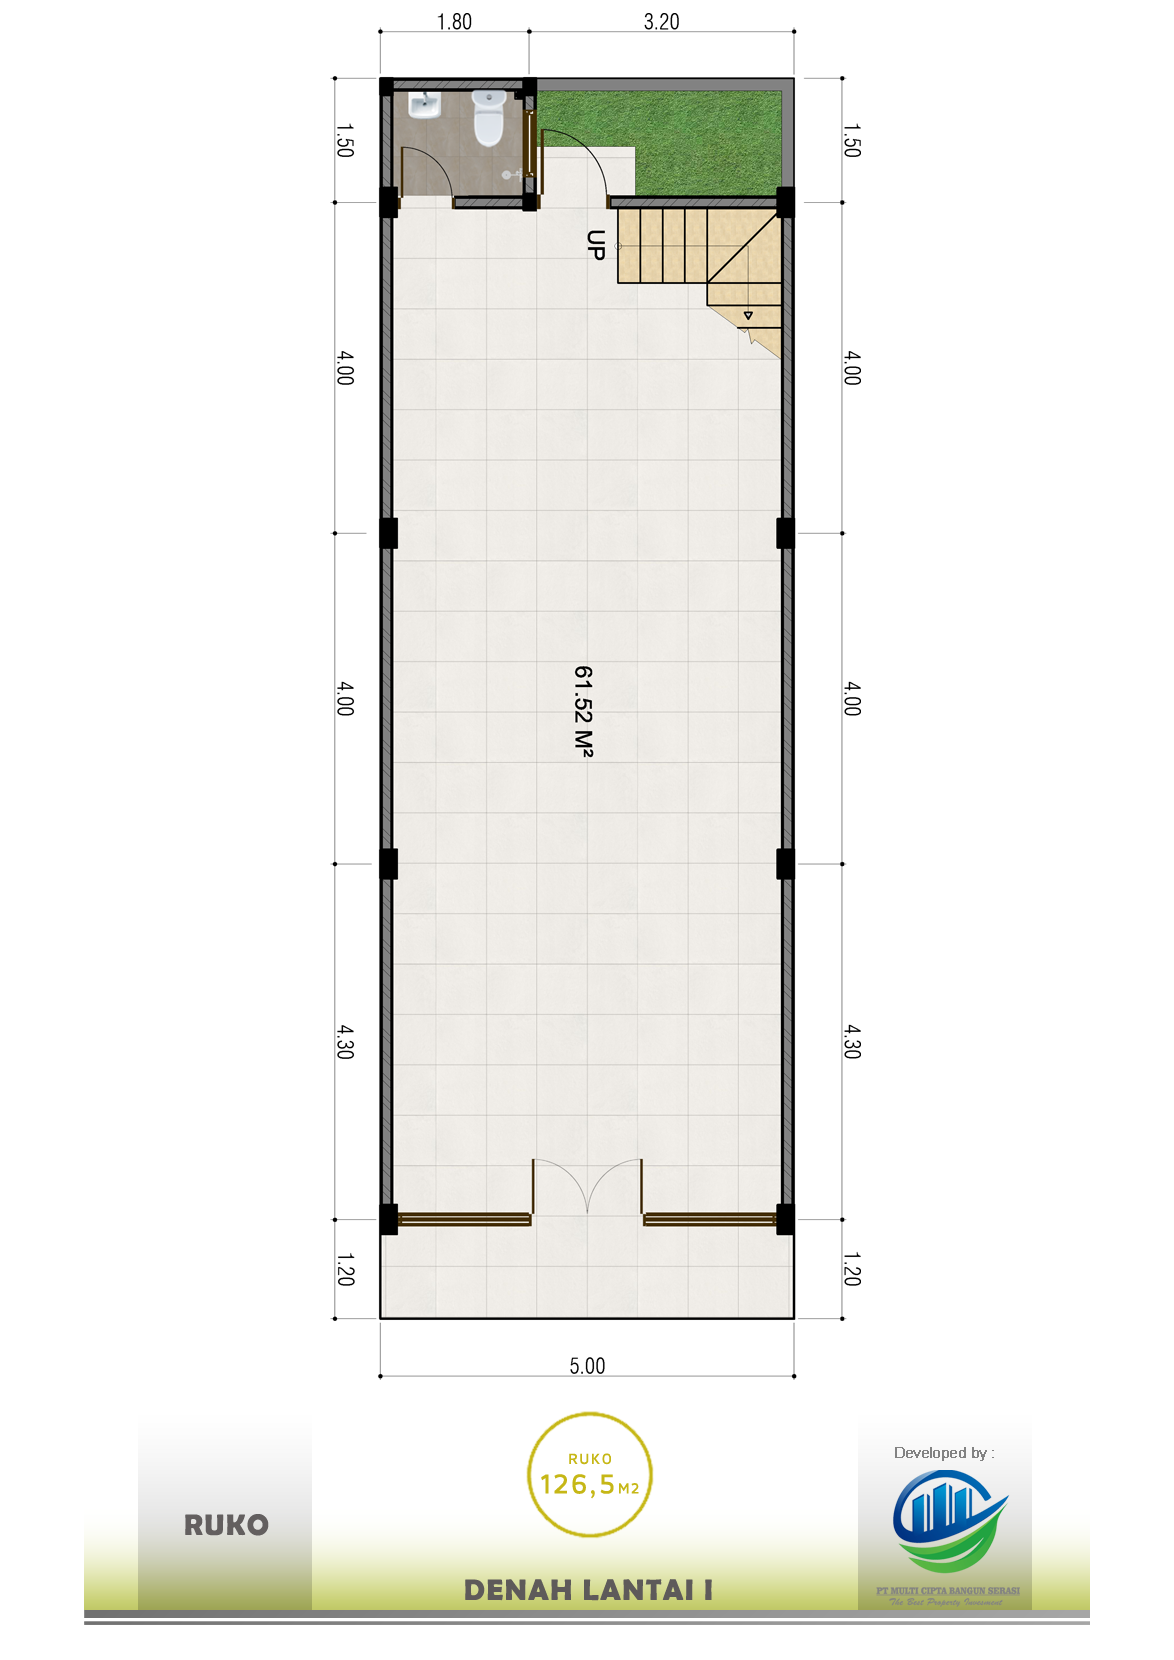 1.80
3.20
1.50
1.50
UP
4.00
4.00
61.52 M²
4.00
4.00
4.30
4.30
1.20
1.20
5.00
RUKO
126,5 M2
Developed by :
RUKO
DENAH LANTAI I
PT MULTI CIPTA BANGUN SERASI
The Best Property Invesment